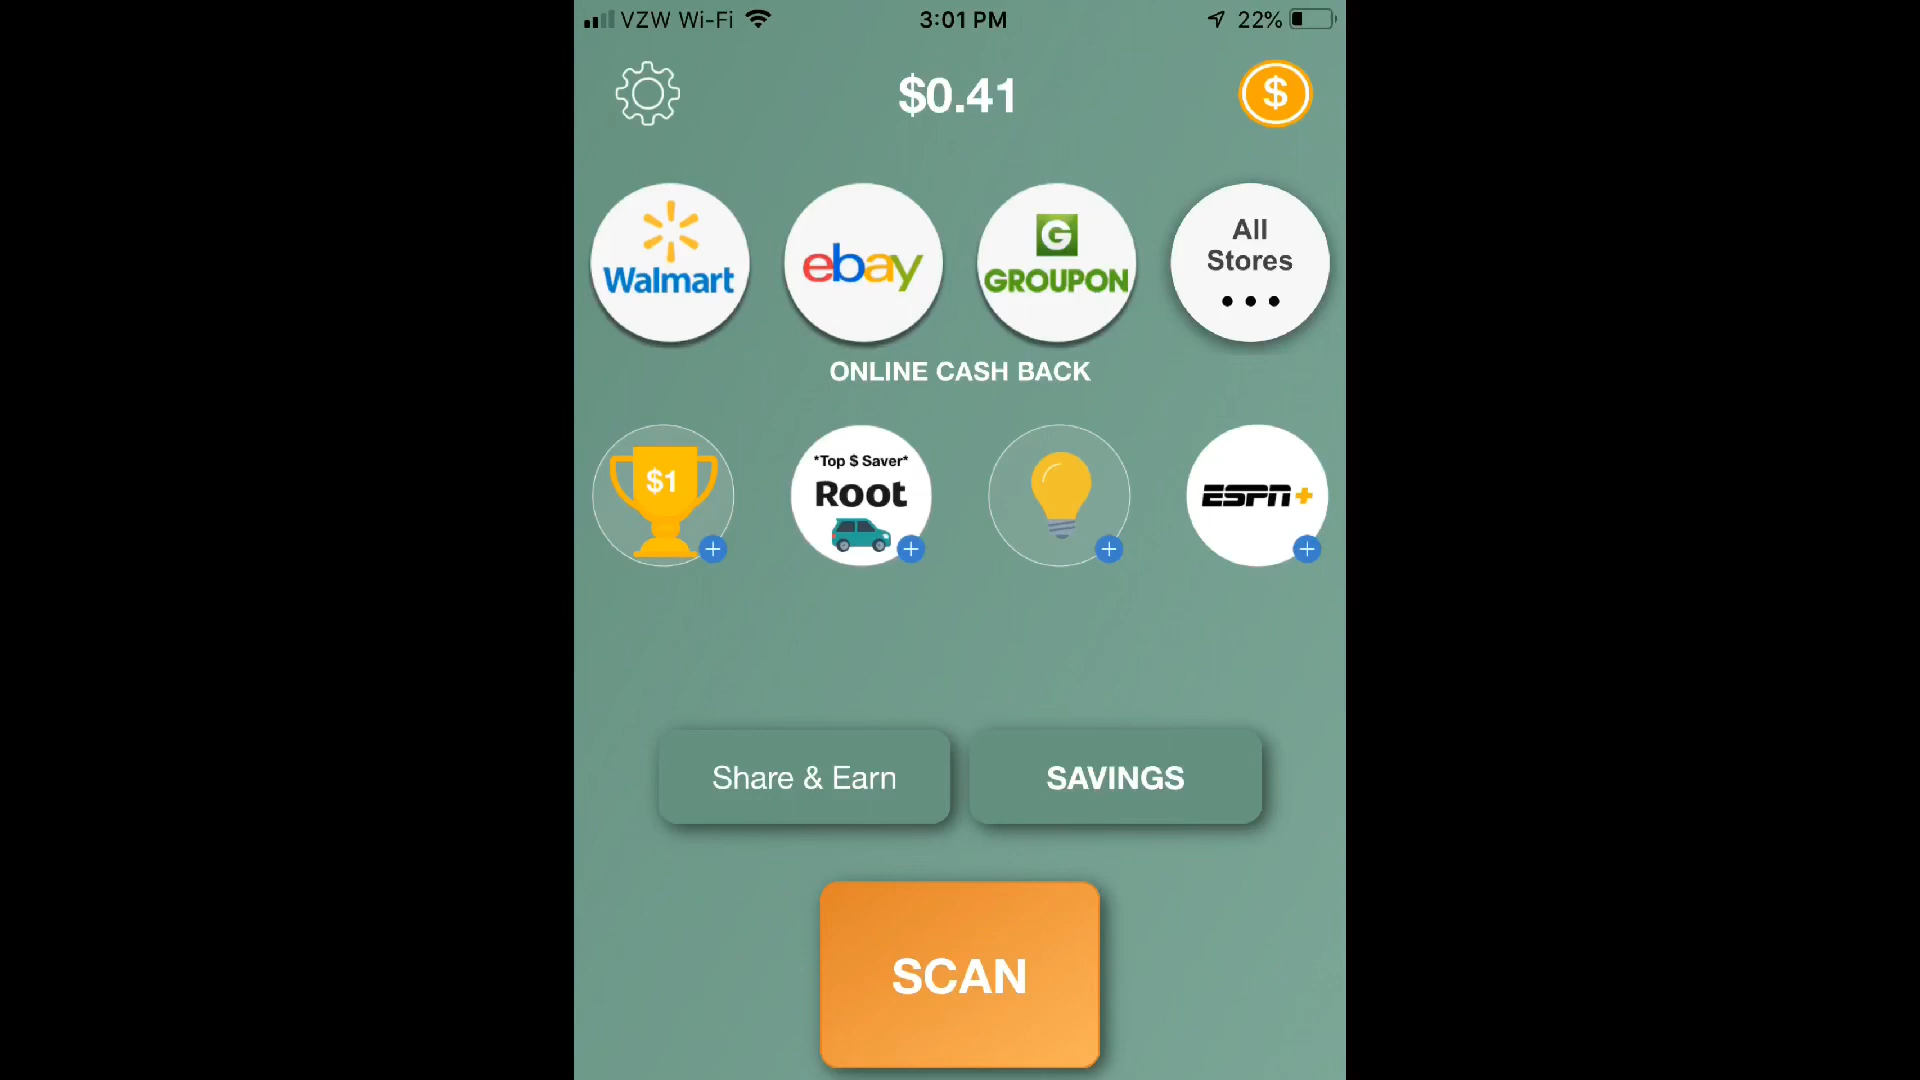 VZW Wi-Fi 3:01 PM 22%
$0.41 $
Walmart ebay G GROUPON All
Stores
ONLINE CASH BACK
$1 *Top $ Saver*
Root ESPN+
Share & Earn SAVINGS
SCAN